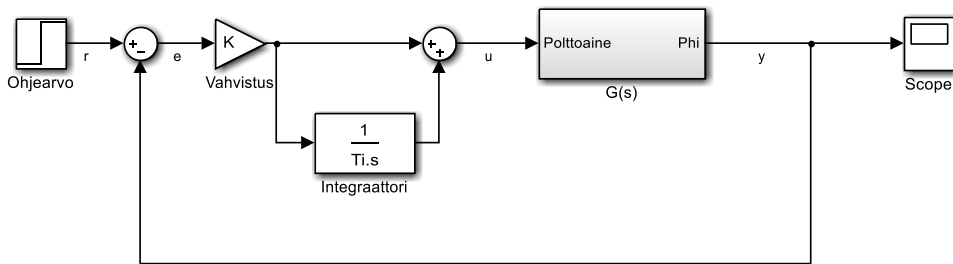 Ohjearvo
r
+
−
e
K
Vahvistus
1
Ti.s
Integraattori
+
+
u
Polttoaine
Phi
G(s)
y
Scope